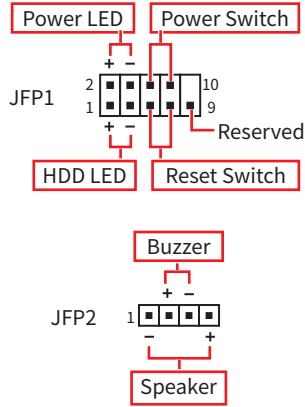 Power LED Power Switch
+ −
2 10
JFP1
1 9
+ −
Reserved
HDD LED Reset Switch
Buzzer
+ −
JFP2 1
− +
Speaker